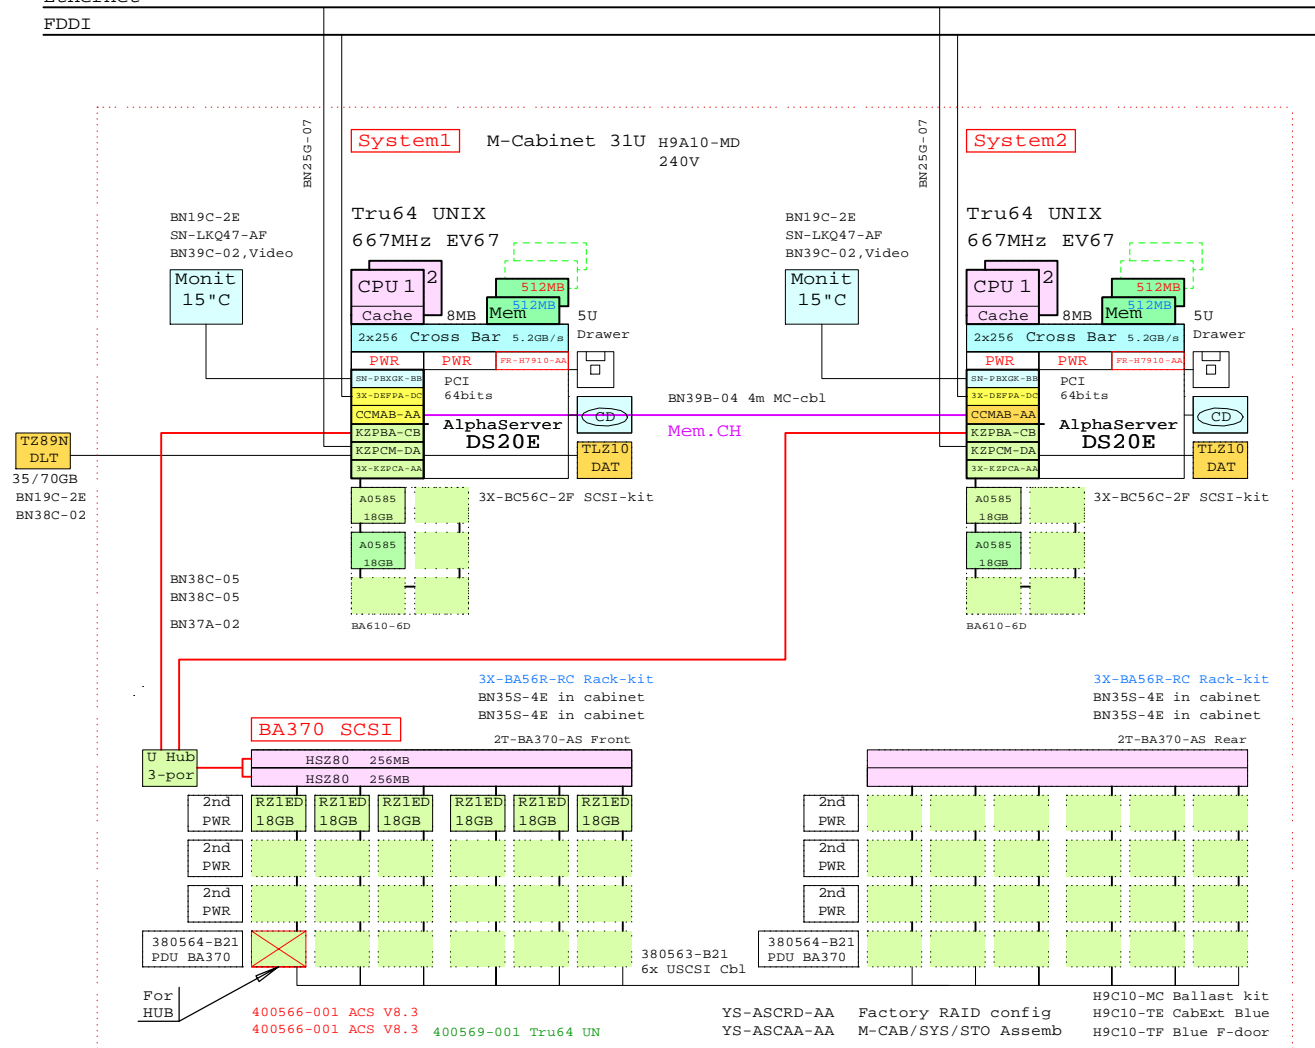 Ethernet
FDDI
BN25G-07
System1
M-Cabinet 31U H9A10-MD
240V
BN25G-07
System2
BN19C-2E
SN-LKQ47-AF
BN39C-02,Video
Tru64 UNIX
667MHz EV67
Monit
15"C
CPU 1
2
Cache
8MB
512MB
512MB
Mem
5U
Drawer
2x256 Cross Bar 5.2GB/s
PWR
PWR
FR-H7910-AA
SN-PBXGK-BB
3X-DEFPA-DC
CCMAB-AA
KZPBA-CB
KZPCM-DA
3X-KZPCA-AA
PCI
64bits
AlphaServer
DS20E
CD
TLZ10
DAT
BN39B-04 4m MC-cbl
Mem.CH
TZ89N
DLT
35/70GB
BN19C-2E
BN38C-02
A0585
18GB
A0585
18GB
3X-BC56C-2F SCSI-kit
BA610-6D
BN19C-2E
SN-LKQ47-AF
BN39C-02,Video
Tru64 UNIX
667MHz EV67
Monit
15"C
CPU 1
2
Cache
8MB
512MB
512MB
Mem
5U
Drawer
2x256 Cross Bar 5.2GB/s
PWR
PWR
FR-H7910-AA
SN-PBXGK-BB
3X-DEFPA-DC
CCMAB-AA
KZPBA-CB
KZPCM-DA
3X-KZPCA-AA
PCI
64bits
AlphaServer
DS20E
CD
TLZ10
DAT
A0585
18GB
A0585
18GB
3X-BC56C-2F SCSI-kit
BA610-6D
BN38C-05
BN38C-05
BN37A-02
3X-BA56R-RC Rack-kit
BN35S-4E in cabinet
BN35S-4E in cabinet
BA370 SCSI
2T-BA370-AS Front
U Hub
3-por
HSZ80 256MB
HSZ80 256MB
2nd
PWR
RZ1ED RZ1ED RZ1ED RZ1ED RZ1ED RZ1ED
18GB 18GB 18GB 18GB 18GB 18GB
2nd
PWR
2nd
PWR
380564-B21
PDU BA370
380563-B21
6x USCSI Cbl
For
HUB
3X-BA56R-RC Rack-kit
BN35S-4E in cabinet
BN35S-4E in cabinet
2T-BA370-AS Rear
2nd
PWR
2nd
PWR
2nd
PWR
380564-B21
PDU BA370
400566-001 ACS V8.3
400566-001 ACS V8.3
400569-001 Tru64 UN
YS-ASCRD-AA Factory RAID config
YS-ASCAA-AA M-CAB/SYS/STO Assemb
H9C10-MC Ballast kit
H9C10-TE CabExt Blue
H9C10-TF Blue F-door